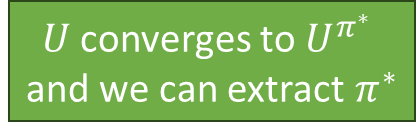 𝑈 converges to 𝑈^{𝜋^*}
and we can extract 𝜋^*